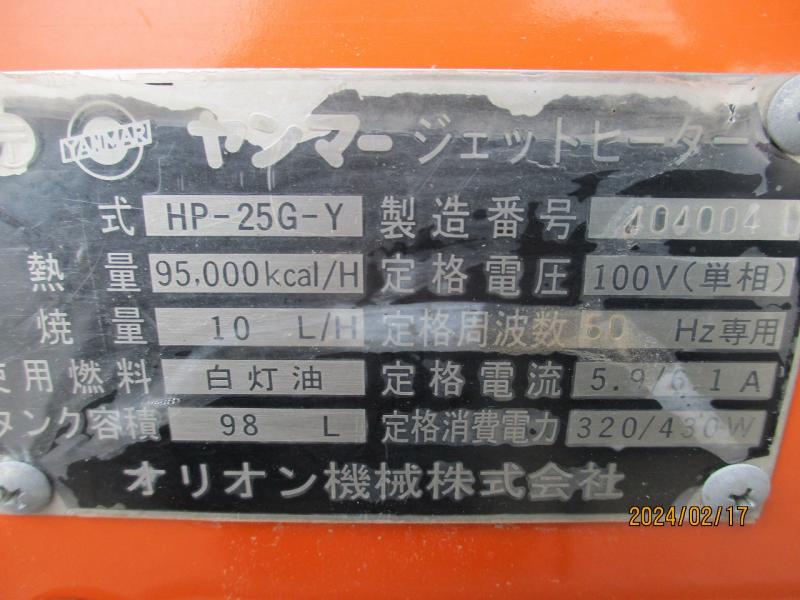 YANMAR ヤンマー ジェットヒーター
式 HP-25G-Y 製造番号 404004
熱量 95,000kcal/H 定格電圧 100V(単相)
焼量 10 L/H 定格周波数 60 Hz専用
使用燃料 白灯油 定格電流 5.9/6.1A
タンク容積 98 L 定格消費電力 320/430W
オリオン機械株式会社
2024/02/17